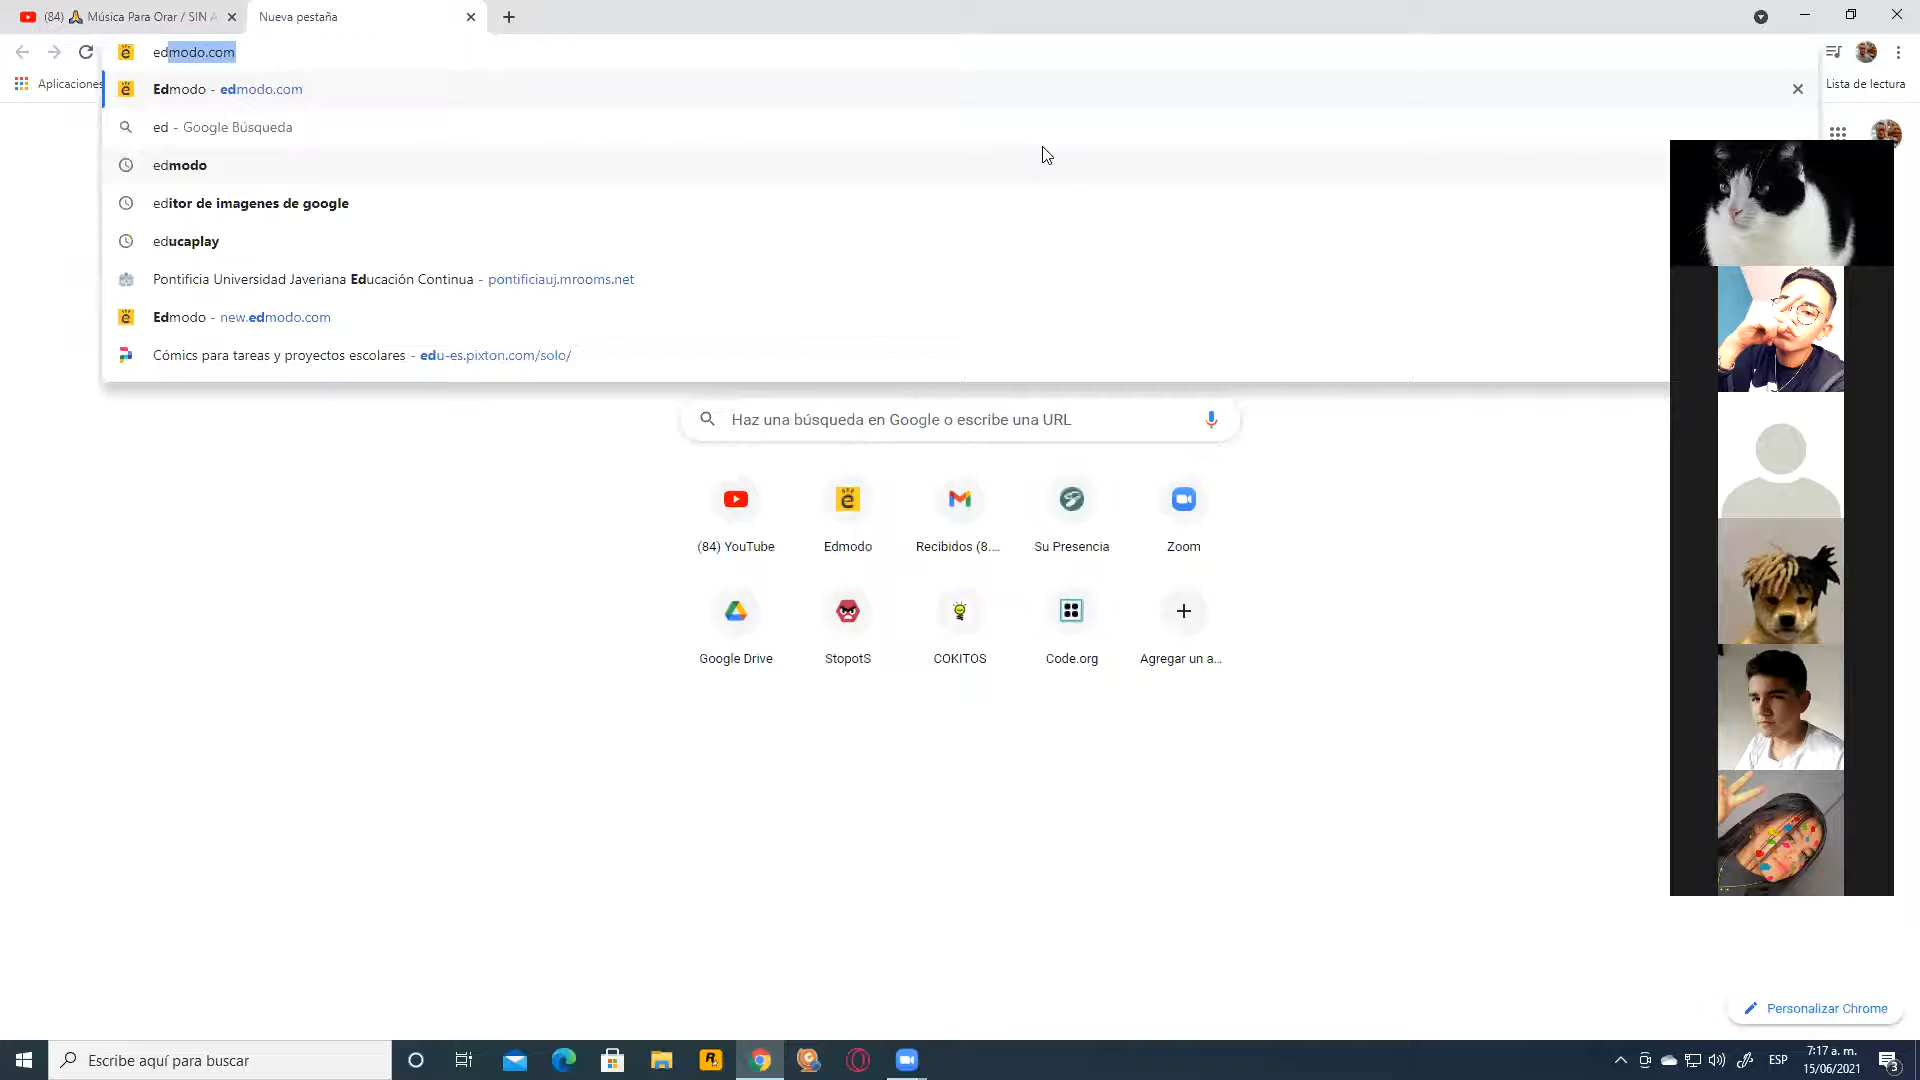 (84) 🙏 Música Para Orar / SIN A
Nueva pestaña
edmodo.com
Aplicaciones
Lista de lectura
Edmodo - edmodo.com
ed - Google Búsqueda
edmodo
editor de imagenes de google
educaplay
Pontificia Universidad Javeriana Educación Continua - pontificiauj.mrooms.net
Edmodo - new.edmodo.com
Cómics para tareas y proyectos escolares - edu-es.pixton.com/solo/
Haz una búsqueda en Google o escribe una URL
(84) YouTube
Edmodo
Recibidos (8....
Su Presencia
Zoom
Google Drive
StopotS
COKITOS
Code.org
Agregar un a...
Personalizar Chrome
Escribe aquí para buscar
ESP
7:17 a. m.
15/06/2021
3